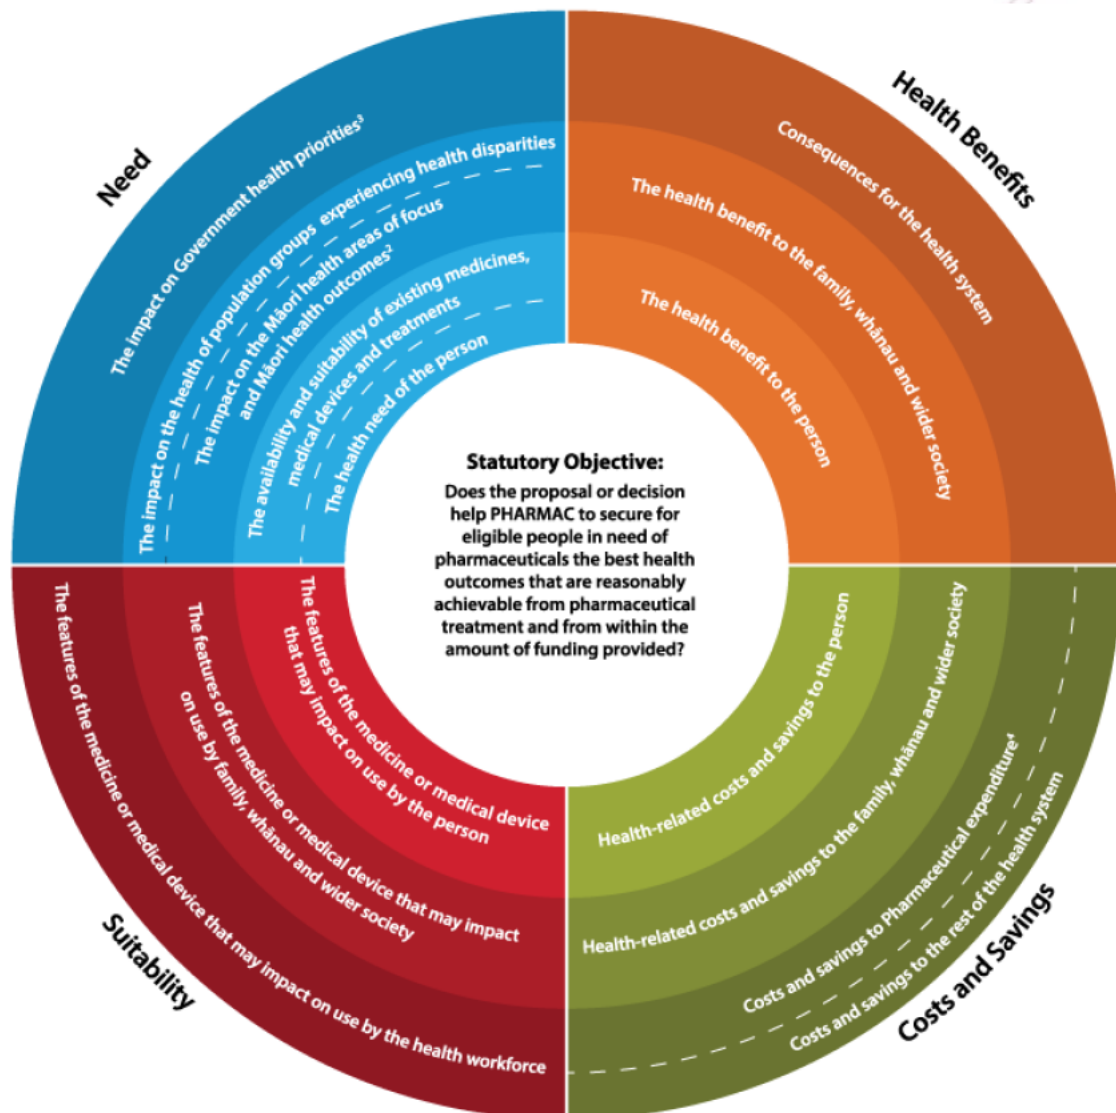 Need
The impact on Government health priorities³
The impact on the health of population groups experiencing health disparities
The impact on the Māori health areas of focus
and Māori health outcomes²
The availability and suitability of existing medicines,
medical devices and treatments
The health need of the person
Health Benefits
Consequences for the health system
The health benefit to the family, whānau and wider society
The health benefit to the person
Statutory Objective:
Does the proposal or decision
help PHARMAC to secure for
eligible people in need of
pharmaceuticals the best health
outcomes that are reasonably
achievable from pharmaceutical
treatment and from within the
amount of funding provided?
The features of the medicine or medical device
that may impact on use by the person
The features of the medicine or medical device that may impact
on use by family, whānau and wider society
The features of the medicine or medical device that may impact on use by the health workforce
Suitability
Health-related costs and savings to the person
Health-related costs and savings to the family, whānau and wider society
Costs and savings to Pharmaceutical expenditure⁴
Costs and savings to the rest of the health system
Costs and Savings